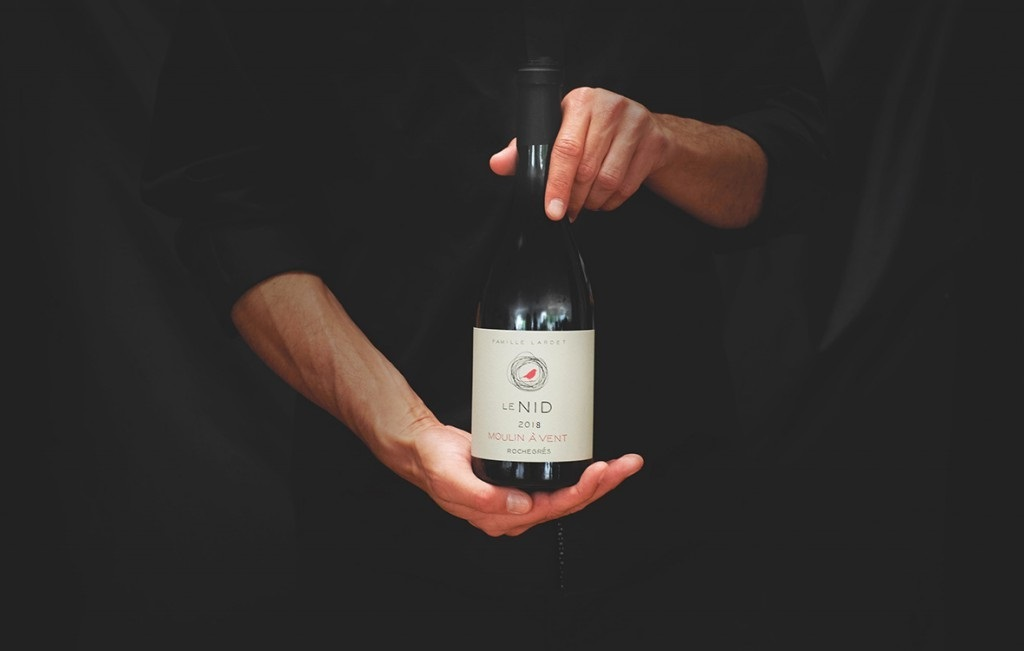 FAMILLE LARDET
LE NID
2018
MOULIN À VENT
ROCHEGRÈS